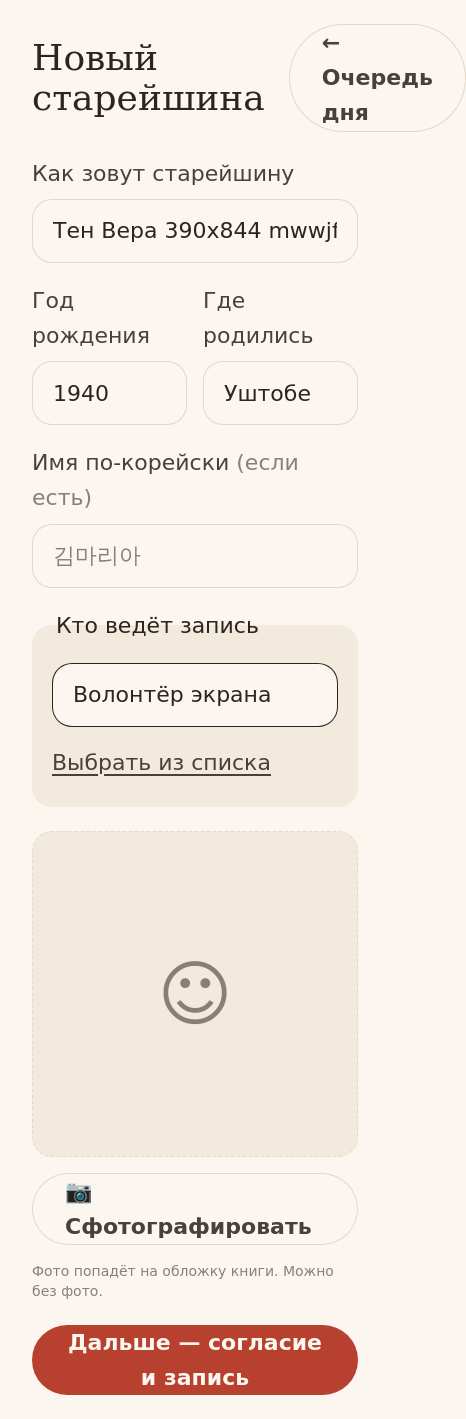 Новый
старейшина
←
Очередь
дня
Как зовут старейшину
Тен Вера 390x844 mwwjf
Год
рождения
Где
родились
1940
Уштобе
Имя по-корейски (если
есть)
김마리아
Кто ведёт запись
Волонтёр экрана
Выбрать из списка
📷
Сфотографировать
Фото попадёт на обложку книги. Можно
без фото.
Дальше — согласие
и запись